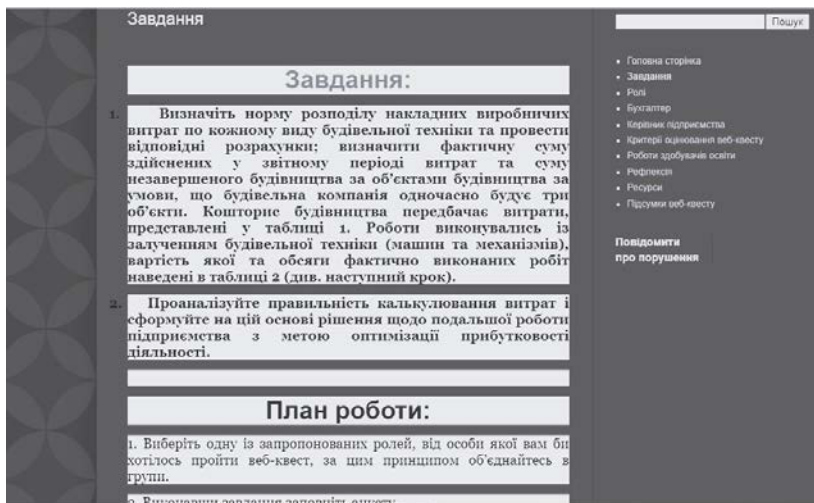 Завдання
Завдання:
1. Визначіть норму розподілу накладних виробничих
витрат по кожному виду будівельної техніки та провести
відповідні розрахунки; визначити фактичну суму
здійснених у звітному періоді витрат та суму
незавершеного будівництва за об'єктами будівництва за
умови, що будівельна компанія одночасно будує три
об'єкти. Кошторис будівництва передбачає витрати,
представлені у таблиці 1. Роботи виконувались із
залученням будівельної техніки (машин та механізмів),
вартість якої та обсяги фактично виконаних робіт
наведені в таблиці 2 (див. наступний крок).
2. Проаналізуйте правильність калькулювання витрат і
сформуйте на цій основі рішення щодо подальшої роботи
підприємства з метою оптимізації прибутковості
діяльності.
План роботи:
1. Виберіть одну із запропонованих ролей, від особи якої вам би
хотілось пройти веб-квест, за цим принципом об'єднайтесь в
групи.
2. Виконавши завдання заповніть анкету
Пошук
Головна сторінка
Завдання
Ролі
Бухгалтер
Керівник підприємства
Критерії оцінювання веб-квесту
Роботи здобувачів освіти
Рефлексія
Ресурси
Підсумки веб-квесту
Повідомити
про порушення